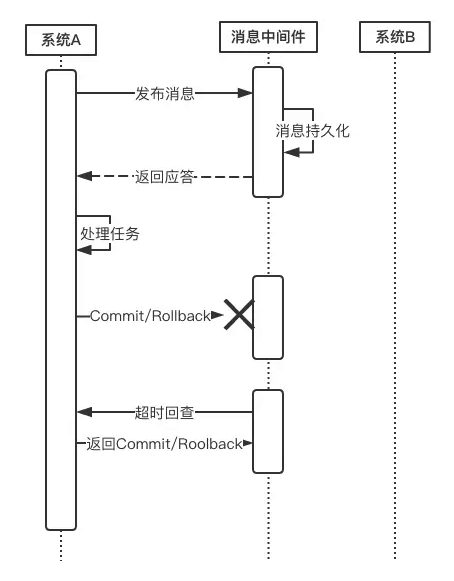 系统A
消息中间件
系统B
发布消息
消息持久化
返回应答
处理任务
Commit/Rollback
超时回查
返回Commit/Roolback